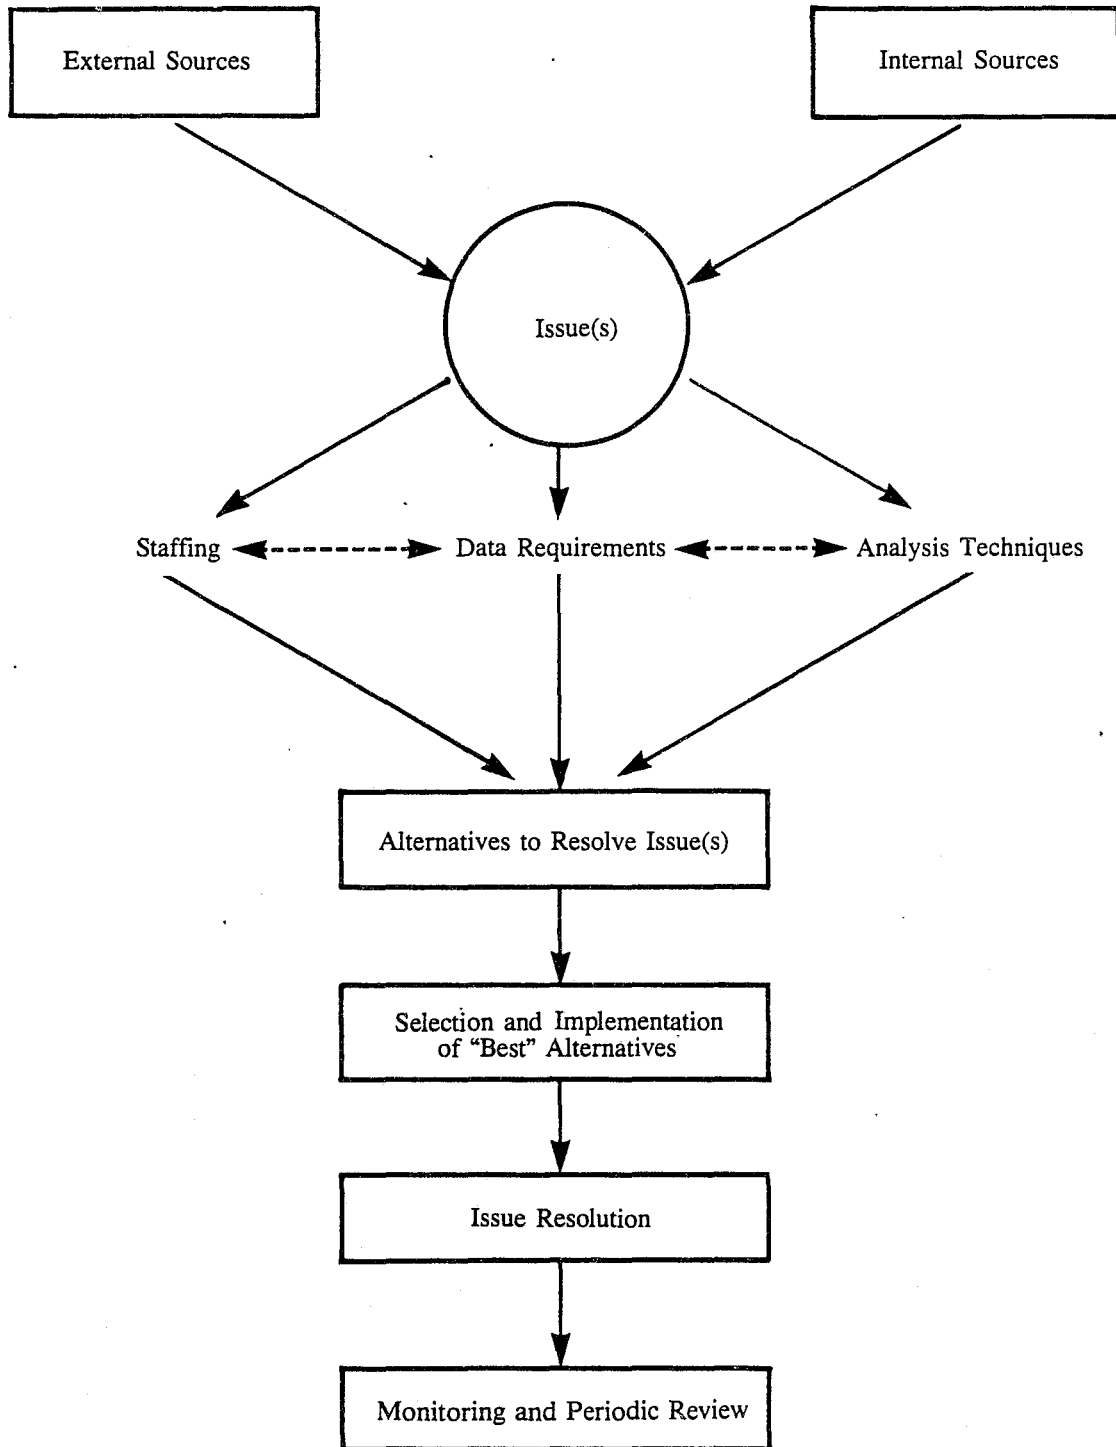 External Sources
Internal Sources
Issue(s)
Staffing
Data Requirements
Analysis Techniques
Alternatives to Resolve Issue(s)
Selection and Implementation
of “Best” Alternatives
Issue Resolution
Monitoring and Periodic Review